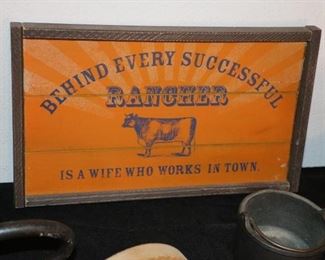 BEHIND EVERY SUCCESSFUL
RANCHER
IS A WIFE WHO WORKS IN TOWN.